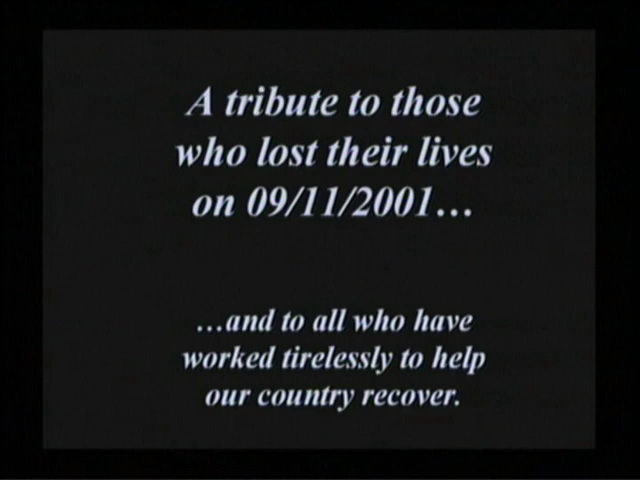 A tribute to those
who lost their lives
on 09/11/2001…
…and to all who have
worked tirelessly to help
our country recover.